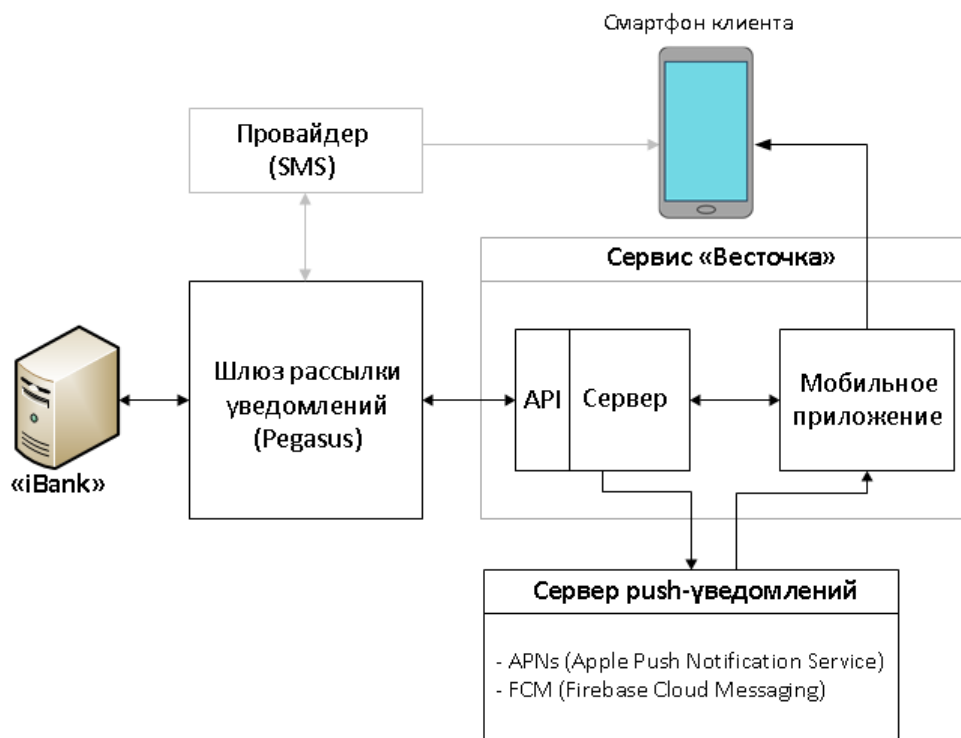 Смартфон клиента
Провайдер
(SMS)
Сервис «Весточка»
Шлюз рассылки
уведомлений
(Pegasus)
API
Сервер
Мобильное
приложение
«iBank»
Сервер push-уведомлений
- APNs (Apple Push Notification Service)
- FCM (Firebase Cloud Messaging)